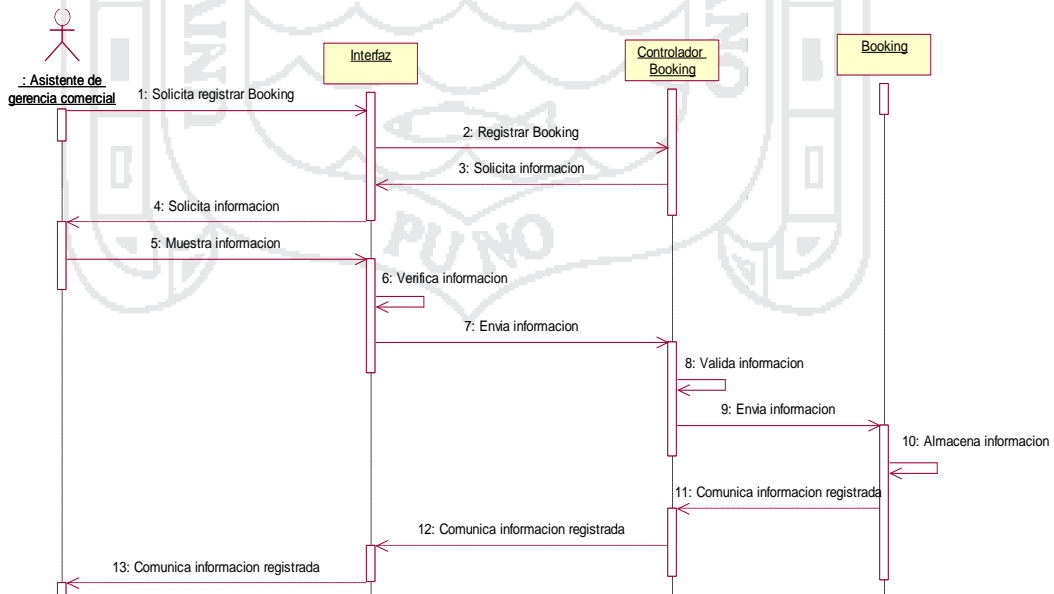 : Asistente de
gerencia comercial
Interfaz
Controlador
Booking
Booking
1: Solicita registrar Booking
2: Registrar Booking
3: Solicita informacion
4: Solicita informacion
5: Muestra informacion
6: Verifica informacion
7: Envia informacion
8: Valida informacion
9: Envia informacion
10: Almacena informacion
11: Comunica informacion registrada
12: Comunica informacion registrada
13: Comunica informacion registrada
PUNO